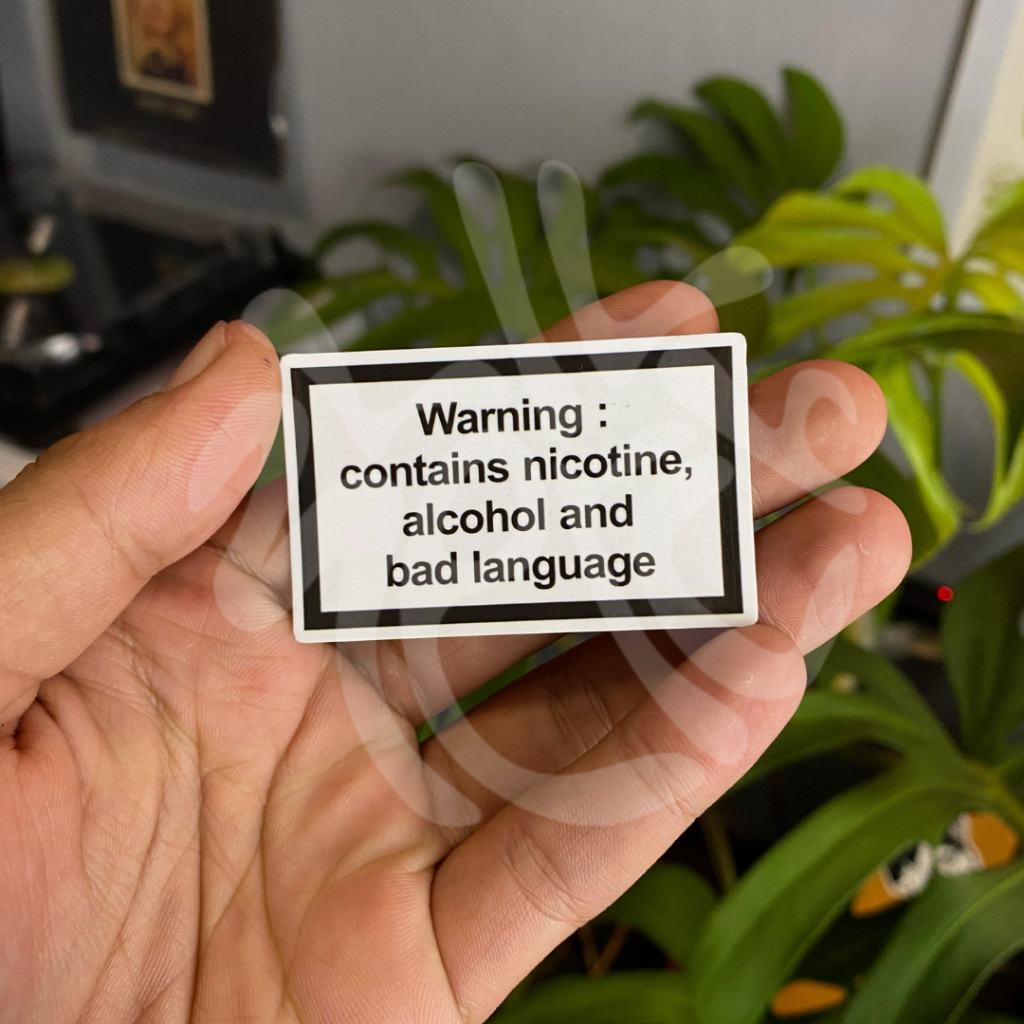 Warning :
contains nicotine,
alcohol and
bad language